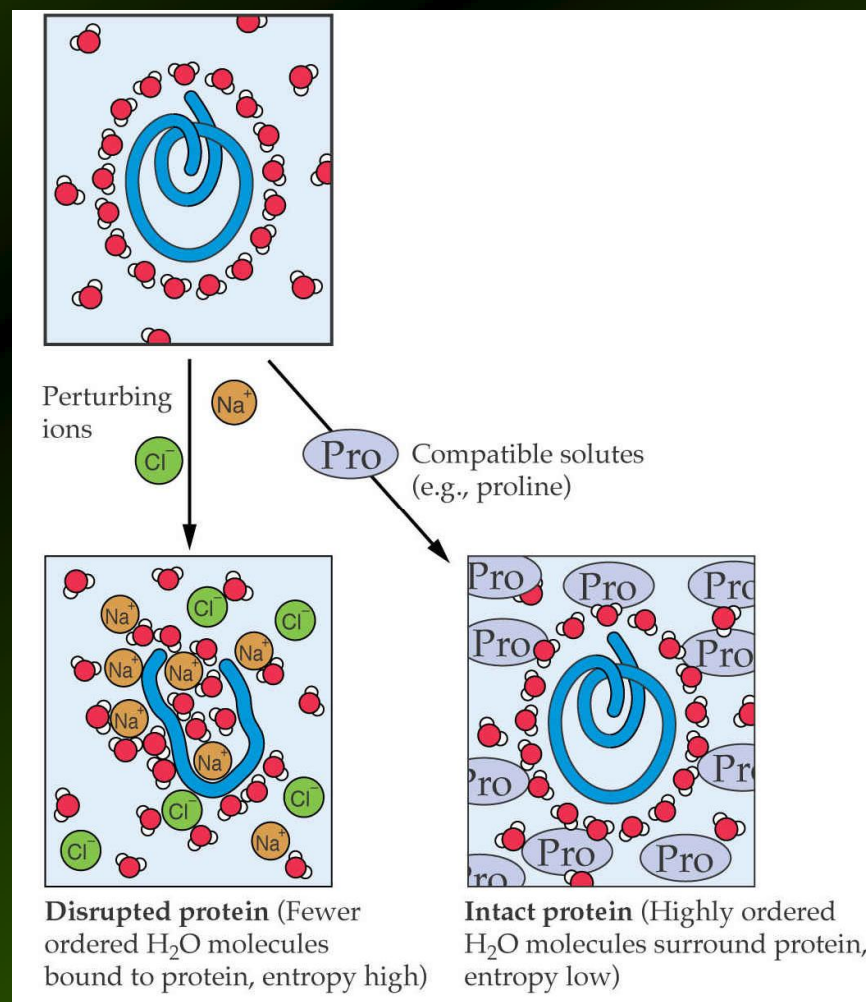 Perturbing
ions
Na+
Cl−
Pro
Compatible solutes
(e.g., proline)
Na+
Cl−
Cl−
Na+
Na+
Na+
Na+
Na+
Cl−
Cl−
Cl−
Na+
Pro
Pro
Pro
Pro
Pro
Pro
Pro
Pro
Pro
Pro
Disrupted protein (Fewer
ordered H₂O molecules
bound to protein, entropy high)
Intact protein (Highly ordered
H₂O molecules surround protein,
entropy low)